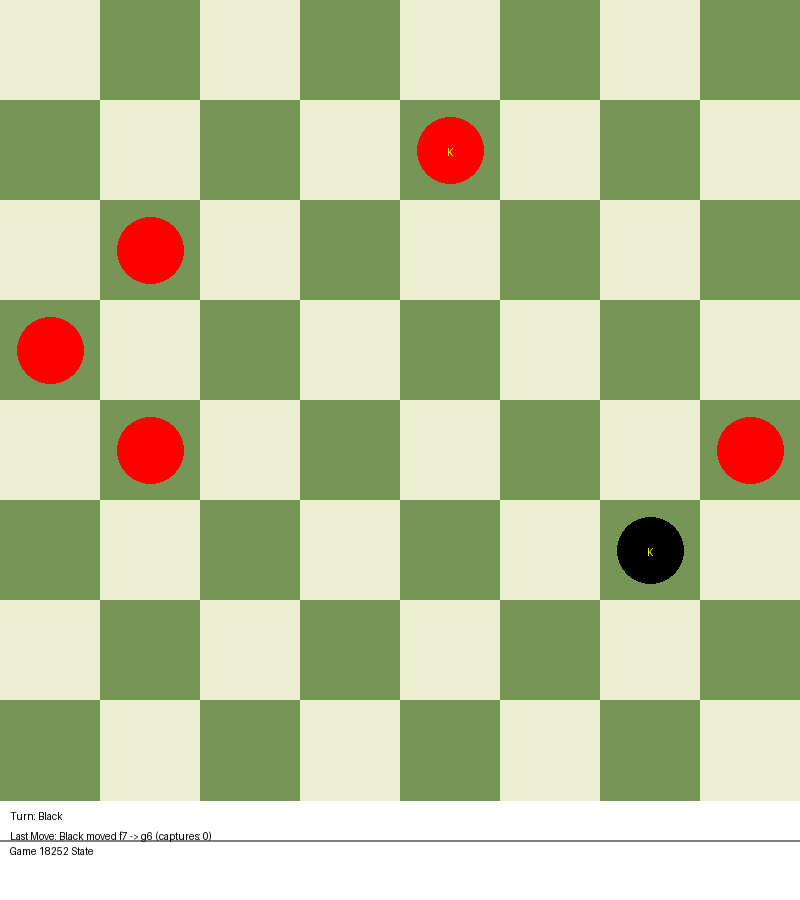 K
K
Turn: Black
Last Move: Black moved f7 -> g6 (captures: 0)
Game 18252 State